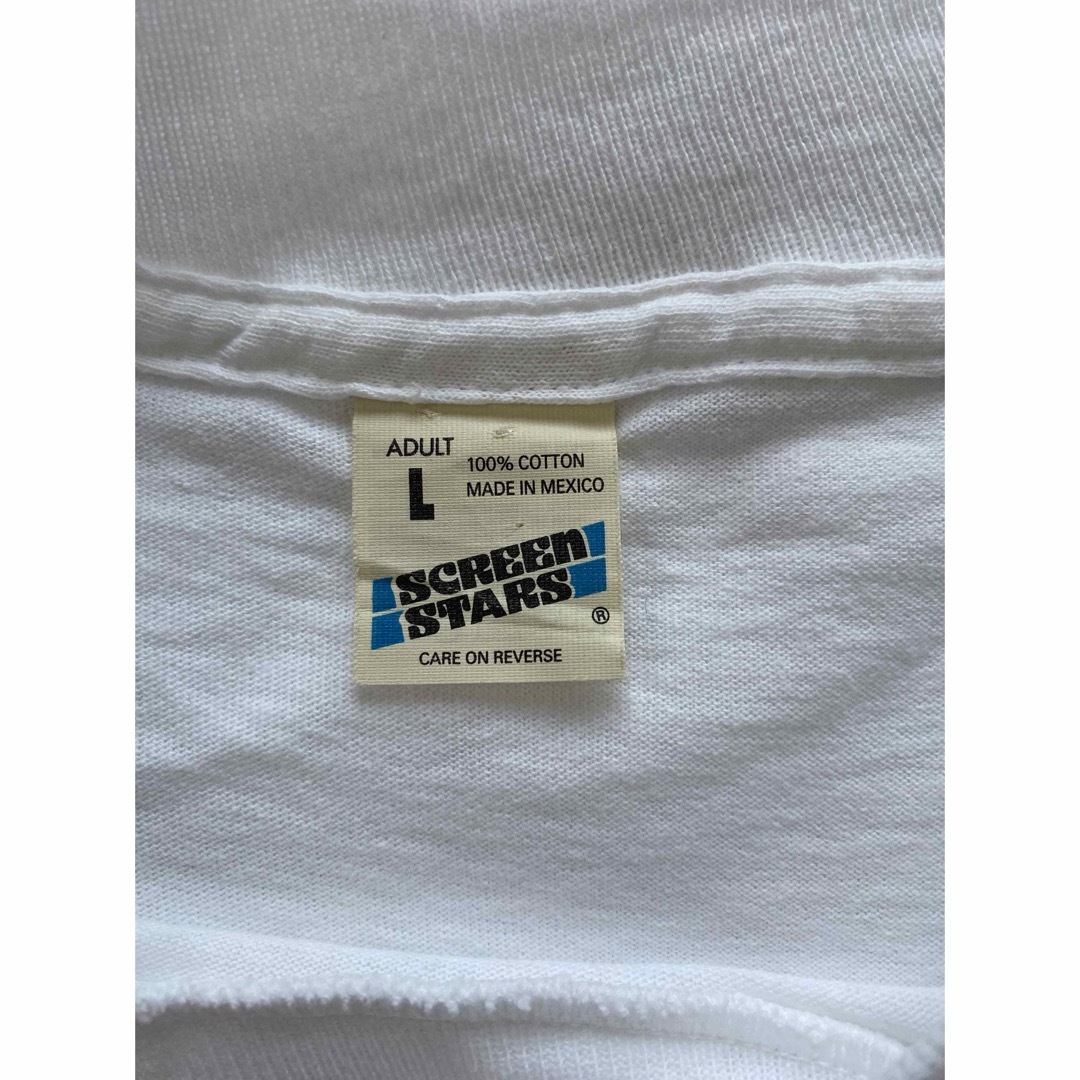 ADULT
L
100% COTTON
MADE IN MEXICO
SCREEN
STARS®
CARE ON REVERSE